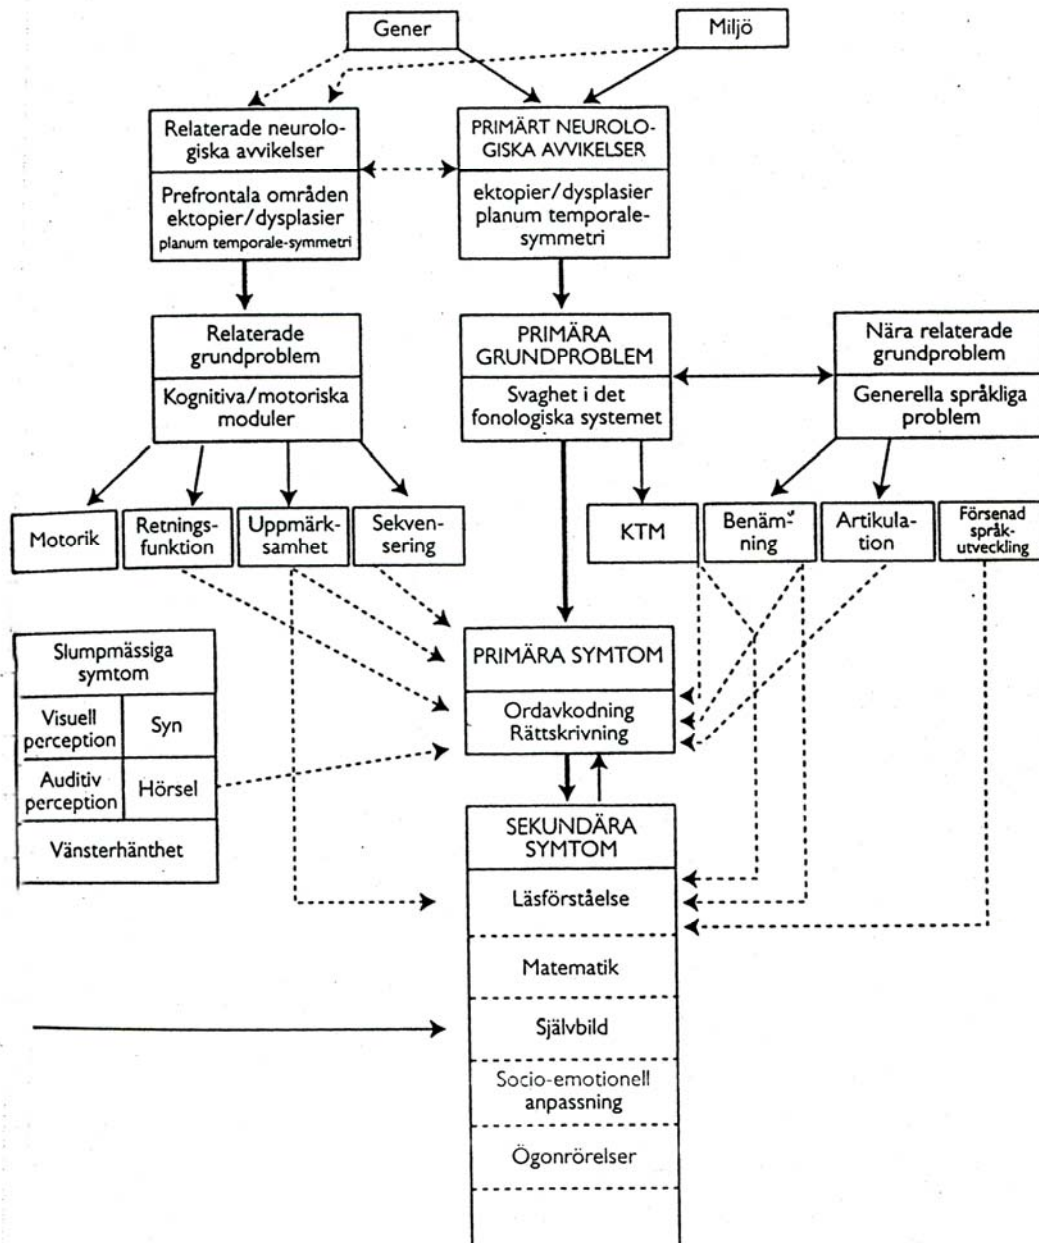 Gener
Miljö
Relaterade neurolo-
giska avvikelser
Prefrontala områden
ektopier/dysplasier
planum temporale-symmetri
PRIMÄRT NEUROLO-
GISKA AVVIKELSER
ektopier/dysplasier
planum temporale-
symmetri
Relaterade
grundproblem
Kognitiva/motoriska
moduler
PRIMÄRA
GRUNDPROBLEM
Svaghet i det
fonologiska systemet
Nära relaterade
grundproblem
Generella språkliga
problem
Motorik
Retnings-
funktion
Uppmärk-
samhet
Sekven-
sering
KTM
Benäm-
ning
Artikula-
tion
Försenad
språk-
utveckling
Slumpmässiga
symtom
Visuell
perception
Syn
Auditiv
perception
Hörsel
Vänsterhänthet
PRIMÄRA SYMTOM
Ordavkodning
Rättskrivning
SEKUNDÄRA
SYMTOM
Läsförståelse
Matematik
Självbild
Socio-emotionell
anpassning
Ögonrörelser